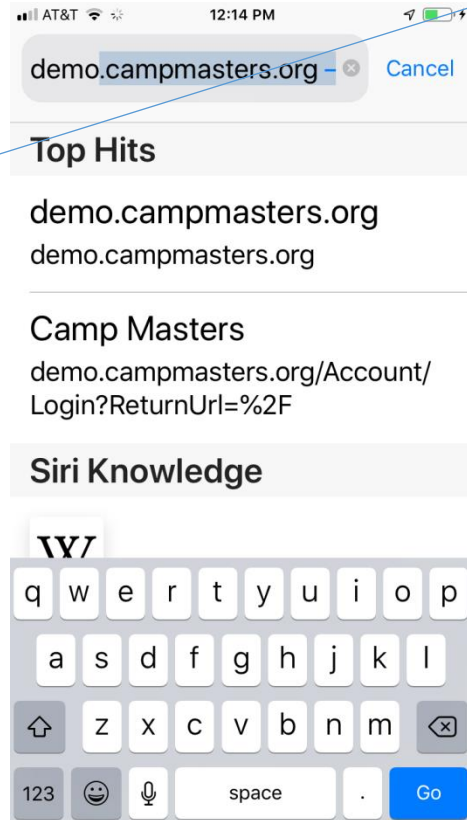 AT&T 12:14 PM
demo.campmasters.org – Cancel
Top Hits
demo.campmasters.org
demo.campmasters.org
Camp Masters
demo.campmasters.org/Account/
Login?ReturnUrl=%2F
Siri Knowledge
W
q w e r t y u i o p
a s d f g h j k l
z x c v b n m
123 space . Go